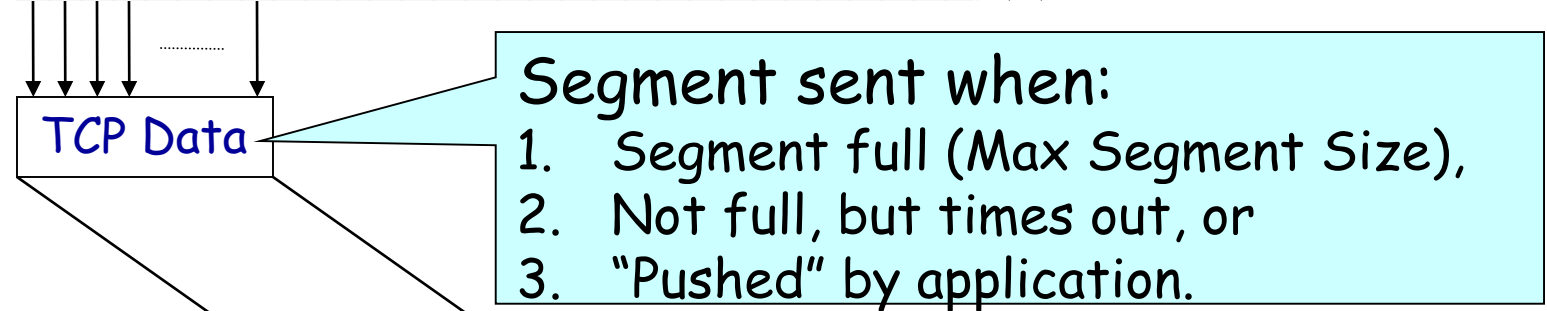 TCP Data
Segment sent when:
1. Segment full (Max Segment Size),
2. Not full, but times out, or
3. “Pushed” by application.